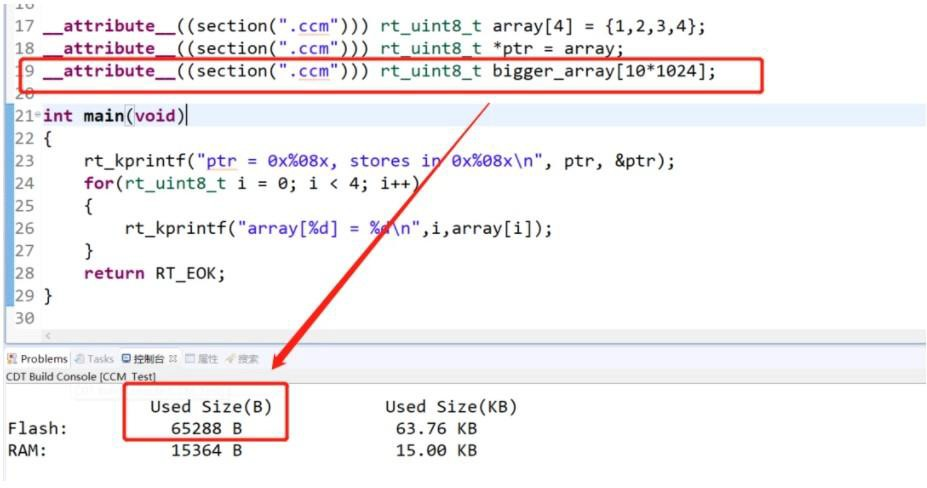 17 __attribute__((section(".ccm"))) rt_uint8_t array[4] = {1,2,3,4};
18 __attribute__((section(".ccm"))) rt_uint8_t *ptr = array;
19 __attribute__((section(".ccm"))) rt_uint8_t bigger_array[10*1024];
20
21 int main(void)
22 {
23 rt_kprintf("ptr = 0x%08x, stores in 0x%08x\n", ptr, &ptr);
24 for(rt_uint8_t i = 0; i < 4; i++)
25 {
26 rt_kprintf("array[%d] = %d\n",i,array[i]);
27 }
28 return RT_EOK;
29 }
30
Problems Tasks 控制台 属性 搜索
CDT Build Console [CCM_Test]
Used Size(B) Used Size(KB)
Flash: 65288 B 63.76 KB
RAM: 15364 B 15.00 KB